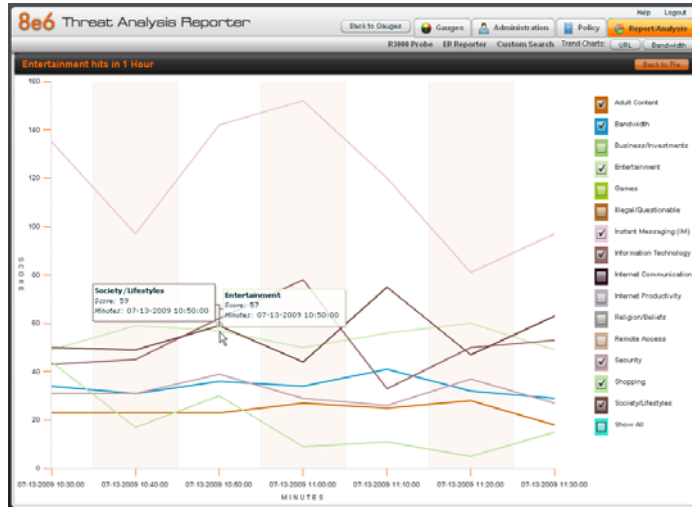 8e6 Threat Analysis Reporter
Help Logout
Back to Gauges Gauges Administration Policy Report/Analysis
R3000 Probe ER Reporter Custom Search Trend Charts: URL Bandwidth
Entertainment hits in 1 Hour
Back to Pie
160
140
120
100
80
60
40
20
0
SCORE
Society/Lifestyles
Score: 59
Minutes: 07-13-2009 10:50:00
Entertainment
Score: 57
Minutes: 07-13-2009 10:50:00
07-13-2009 10:30:00
07-13-2009 10:40:00
07-13-2009 10:50:00
07-13-2009 11:00:00
07-13-2009 11:10:00
07-13-2009 11:20:00
07-13-2009 11:30:00
MINUTES
Adult Content
Bandwidth
Business/Investments
Entertainment
Games
Illegal/Questionable
Instant Messaging (IM)
Information Technology
Internet Communication
Internet Productivity
Religion/Beliefs
Remote Access
Security
Shopping
Society/Lifestyles
Show All